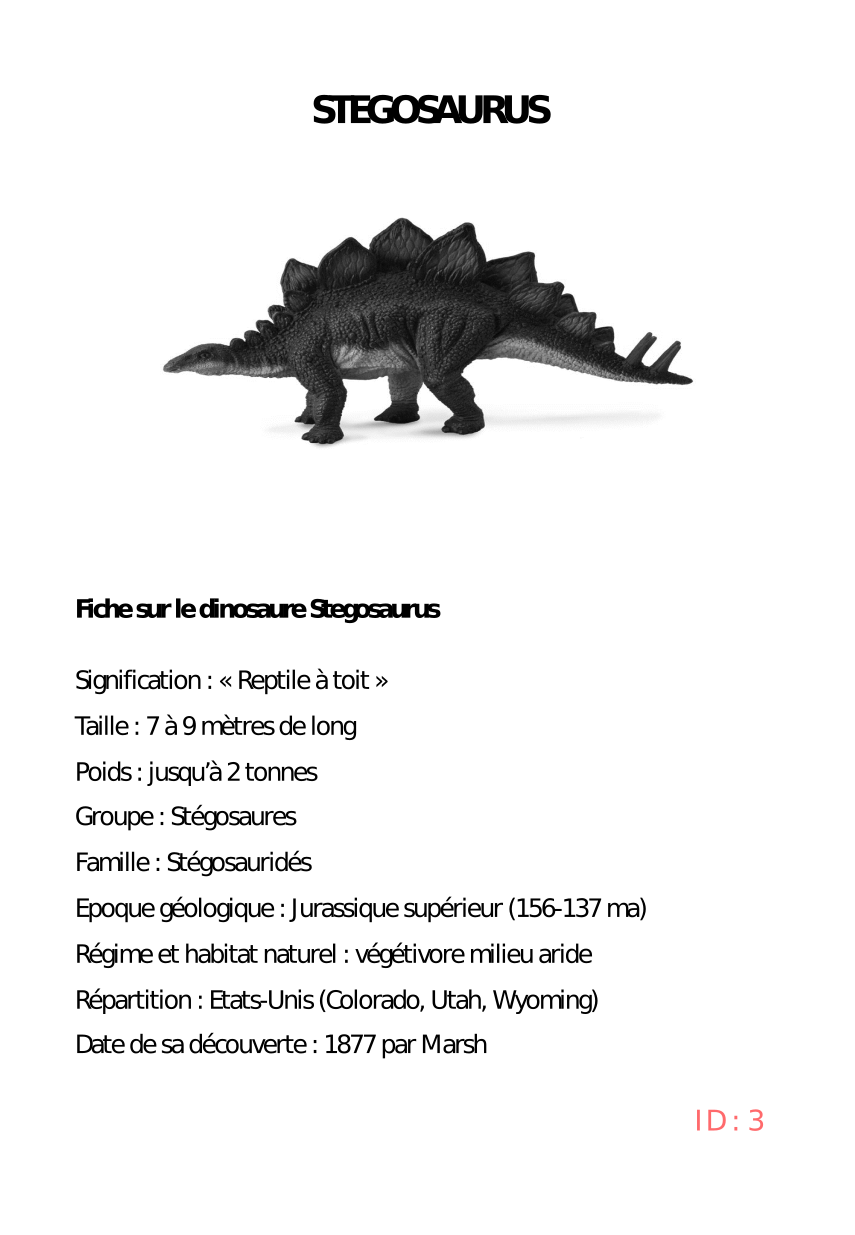 STEGOSAURUS
Fiche sur le dinosaure Stegosaurus
Signification : « Reptile à toit »
Taille : 7 à 9 mètres de long
Poids : jusqu’à 2 tonnes
Groupe : Stégosaures
Famille : Stégosauridés
Epoque géologique : Jurassique supérieur (156-137 ma)
Régime et habitat naturel : végétivore milieu aride
Répartition : Etats-Unis (Colorado, Utah, Wyoming)
Date de sa découverte : 1877 par Marsh
ID : 3